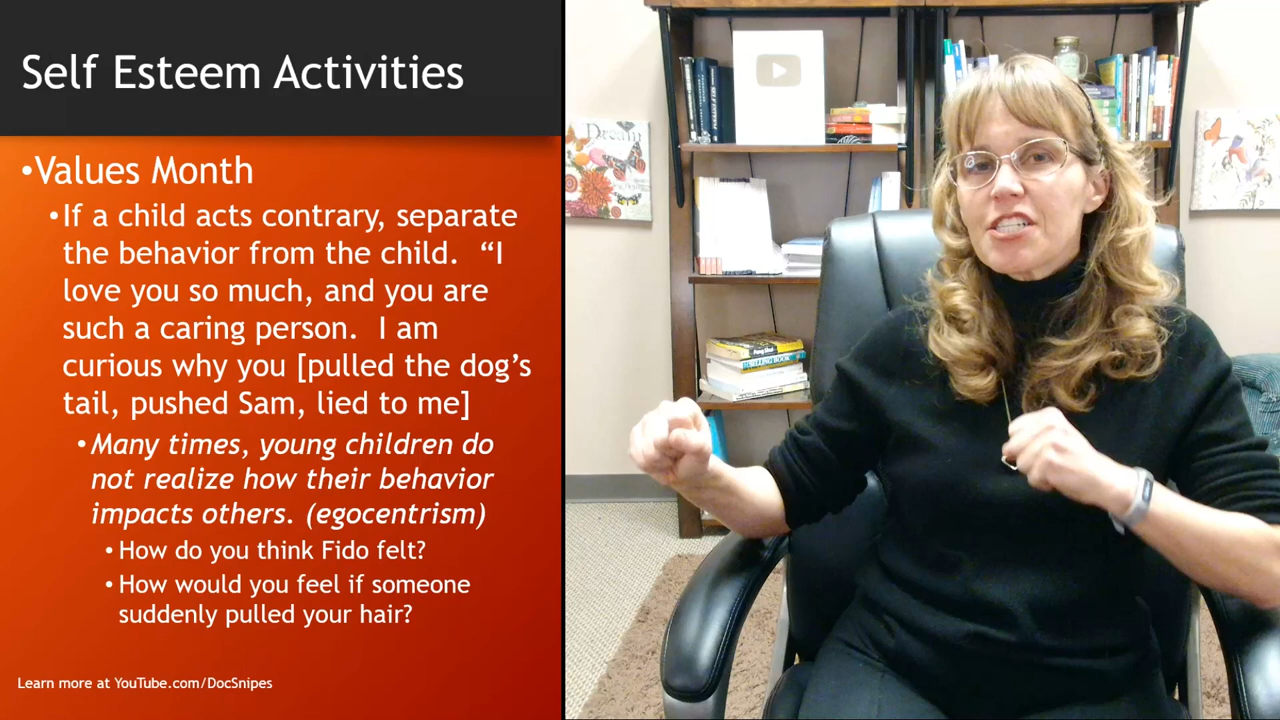 Self Esteem Activities
•Values Month
•If a child acts contrary, separate
the behavior from the child.  “I
love you so much, and you are
such a caring person.  I am
curious why you [pulled the dog’s
tail, pushed Sam, lied to me]
•Many times, young children do
not realize how their behavior
impacts others. (egocentrism)
•How do you think Fido felt?
•How would you feel if someone
suddenly pulled your hair?
Learn more at YouTube.com/DocSnipes
Dream